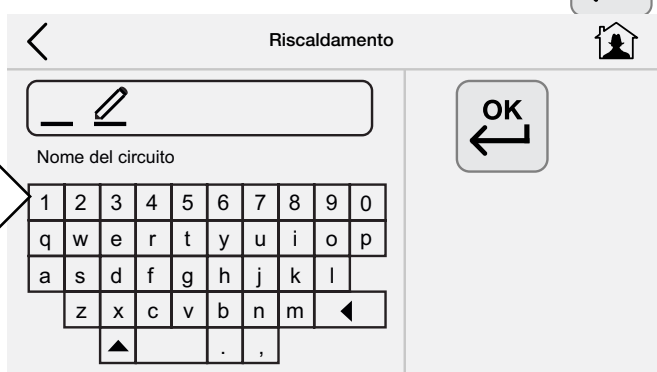 Riscaldamento
OK
Nome del circuito
1 2 3 4 5 6 7 8 9 0
q w e r t y u i o p
a s d f g h j k l
z x c v b n m
. ,